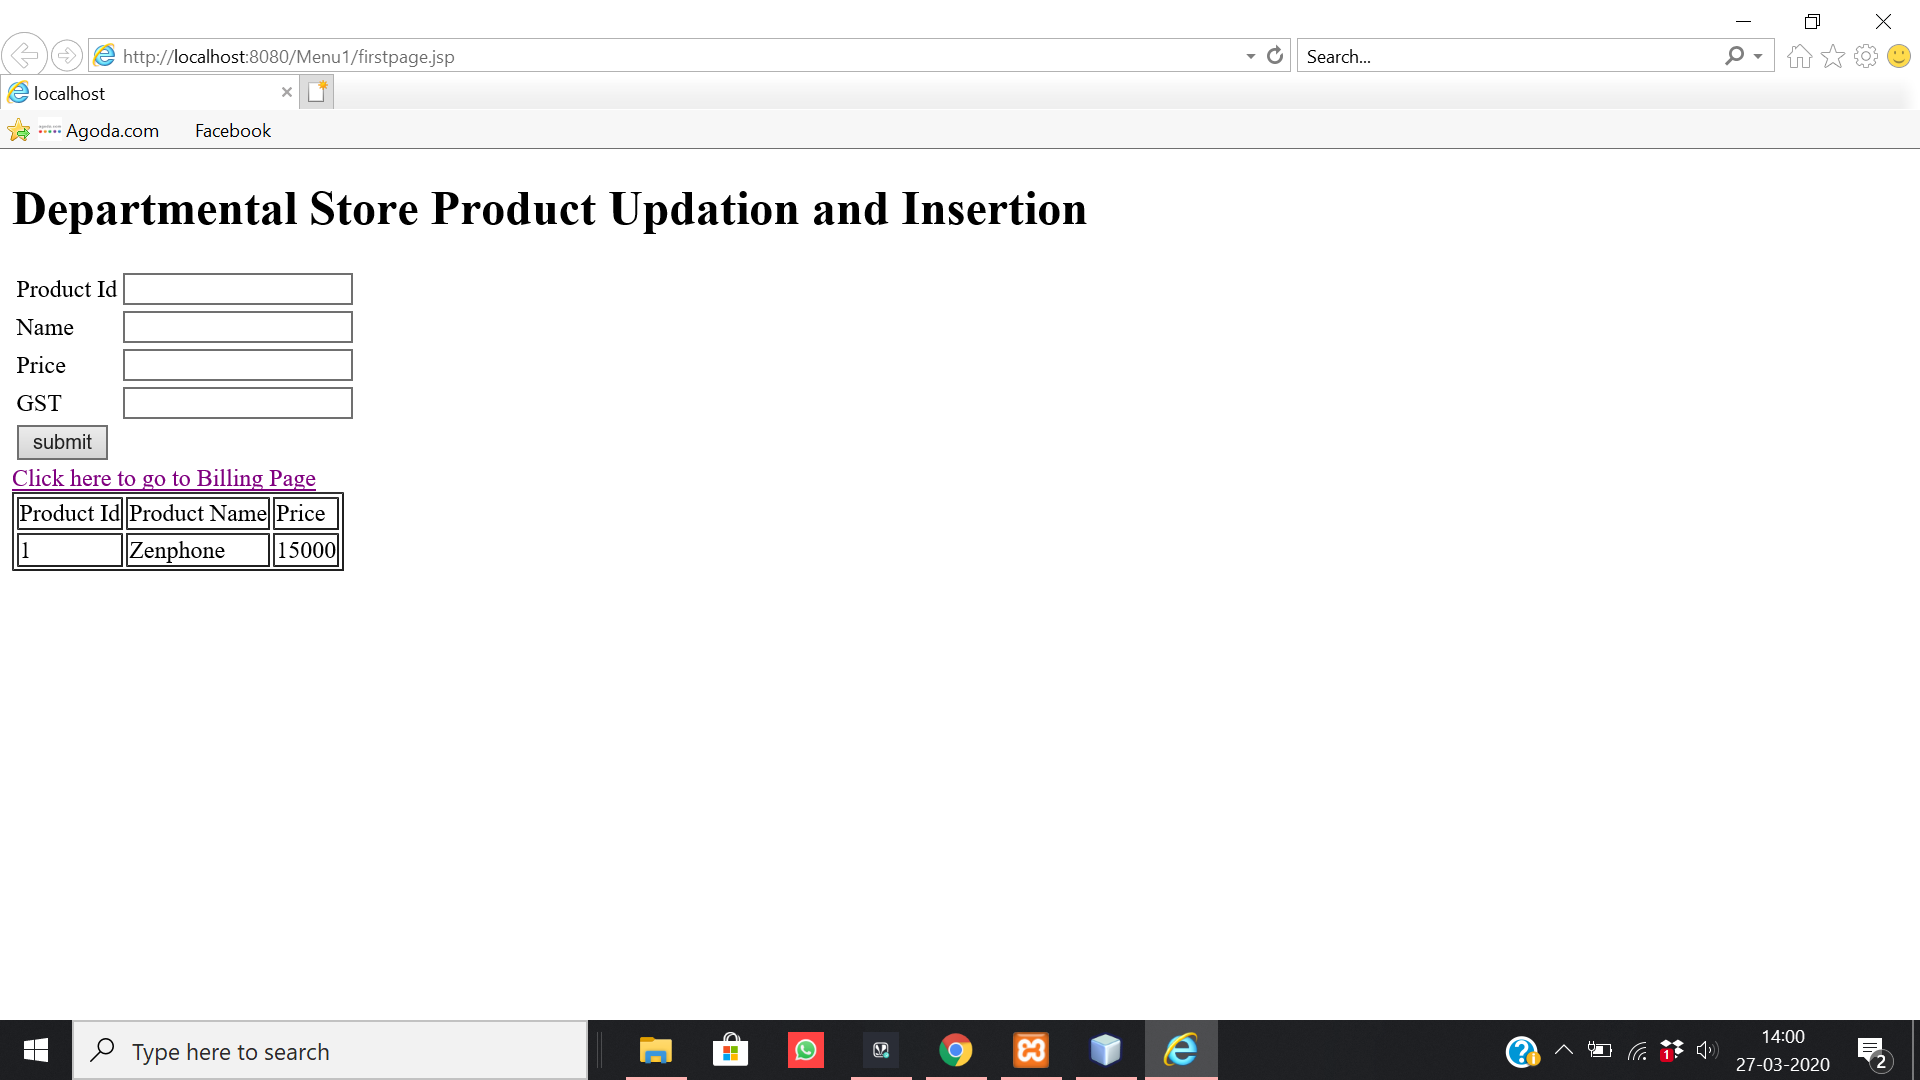 http://localhost:8080/Menu1/firstpage.jsp
Search...
localhost
Agoda.com Facebook
Departmental Store Product Updation and Insertion
Product Id
Name
Price
GST
submit
Click here to go to Billing Page
Product Id Product Name Price
1 Zenphone 15000
Type here to search
1
14:00
27-03-2020
2